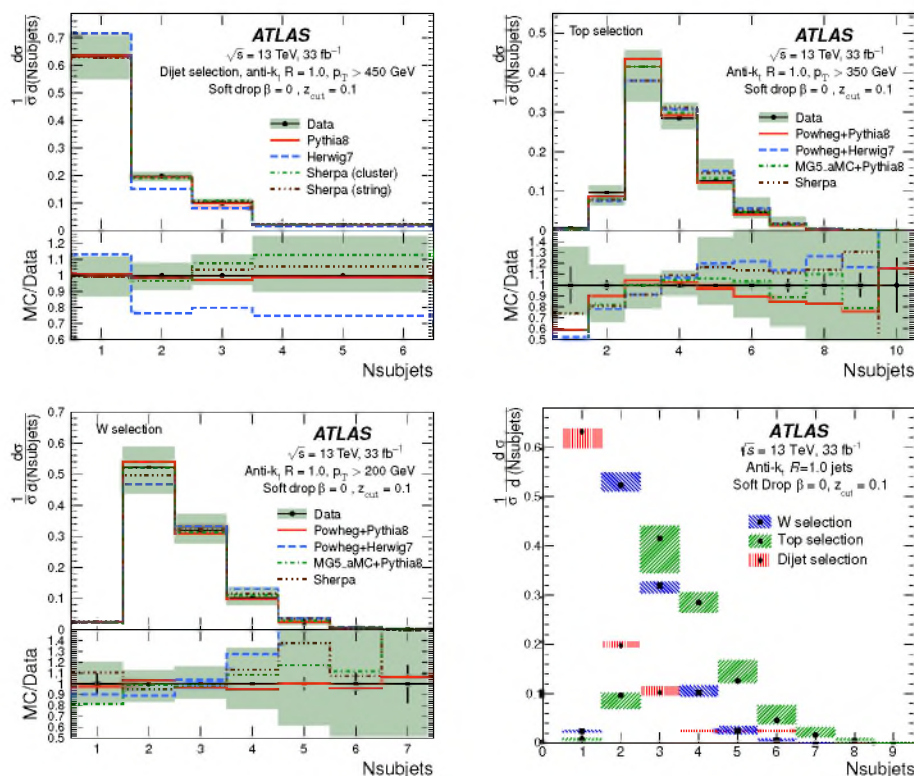 ATLAS
√s = 13 TeV, 33 fb⁻¹
Dijet selection, anti-kt R = 1.0, pT > 450 GeV
Soft drop β = 0 , zcut = 0.1
Data
Pythia8
Herwig7
Sherpa (cluster)
Sherpa (string)
1/σ dσ/d(Nsubjets)
0.7
0.6
0.5
0.4
0.3
0.2
0.1
0
MC/Data
1.2
1.1
1
0.9
0.8
0.7
0.6
1 2 3 4 5 6
Nsubjets
Top selection
ATLAS
√s = 13 TeV, 33 fb⁻¹
Anti-kt R = 1.0, pT > 350 GeV
Soft drop β = 0 , zcut = 0.1
Data
Powheg+Pythia8
Powheg+Herwig7
MG5_aMC+Pythia8
Sherpa
1/σ dσ/d(Nsubjets)
0.5
0.4
0.3
0.2
0.1
0
MC/Data
1.4
1.3
1.2
1.1
1
0.9
0.8
0.7
0.6
0.5
2 4 6 8 10
Nsubjets
W selection
ATLAS
√s = 13 TeV, 33 fb⁻¹
Anti-kt R = 1.0, pT > 200 GeV
Soft drop β = 0 , zcut = 0.1
Data
Powheg+Pythia8
Powheg+Herwig7
MG5_aMC+Pythia8
Sherpa
1/σ dσ/d(Nsubjets)
0.7
0.6
0.5
0.4
0.3
0.2
0.1
0
MC/Data
1.4
1.3
1.2
1.1
1
0.9
0.8
0.7
0.6
0.5
1 2 3 4 5 6 7
Nsubjets
ATLAS
√s = 13 TeV, 33 fb⁻¹
Anti-kt R=1.0 jets
Soft Drop β=0, zcut = 0.1
W selection
Top selection
Dijet selection
1/σ dσ/d(Nsubjets)
0.6
0.5
0.4
0.3
0.2
0.1
0
0 1 2 3 4 5 6 7 8 9
Nsubjets